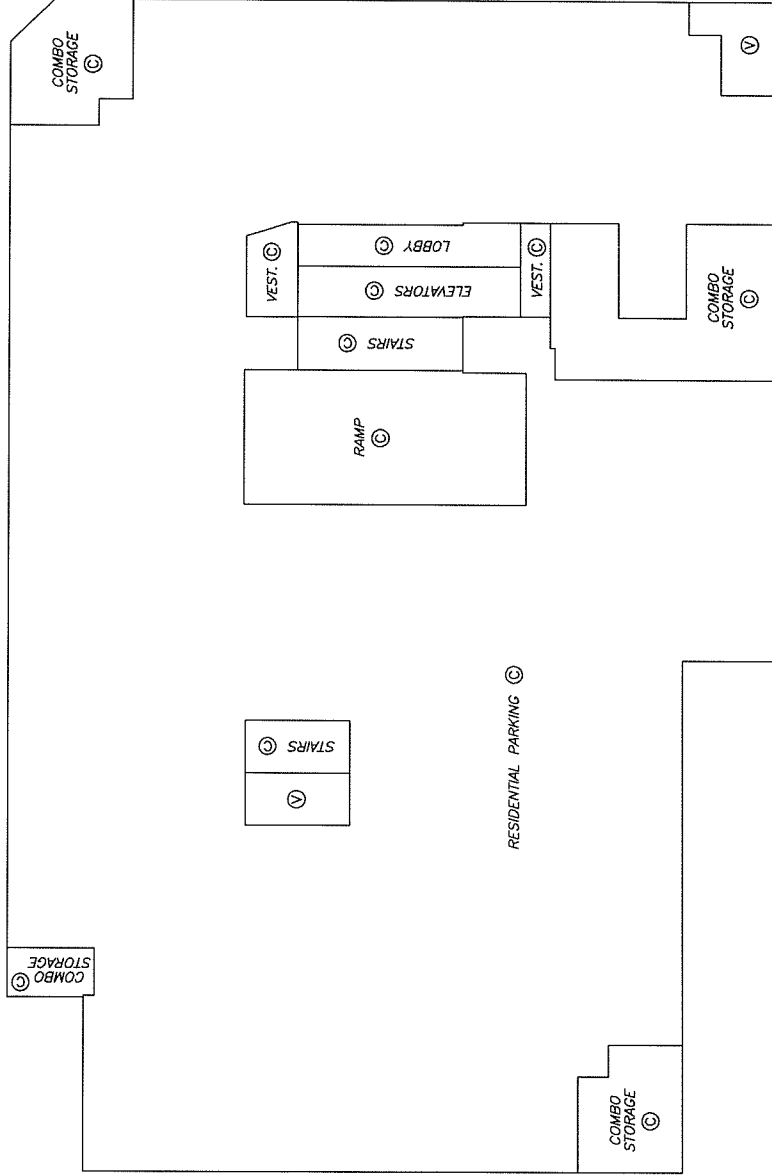 COMBO
STORAGE
Ⓒ
Ⓥ
VEST. Ⓒ
LOBBY Ⓒ
ELEVATORS Ⓒ
VEST. Ⓒ
STAIRS Ⓒ
COMBO
STORAGE
Ⓒ
RAMP
Ⓒ
STAIRS Ⓒ
Ⓥ
RESIDENTIAL PARKING Ⓒ
COMBO
STORAGE
Ⓒ
COMBO
STORAGE
Ⓒ